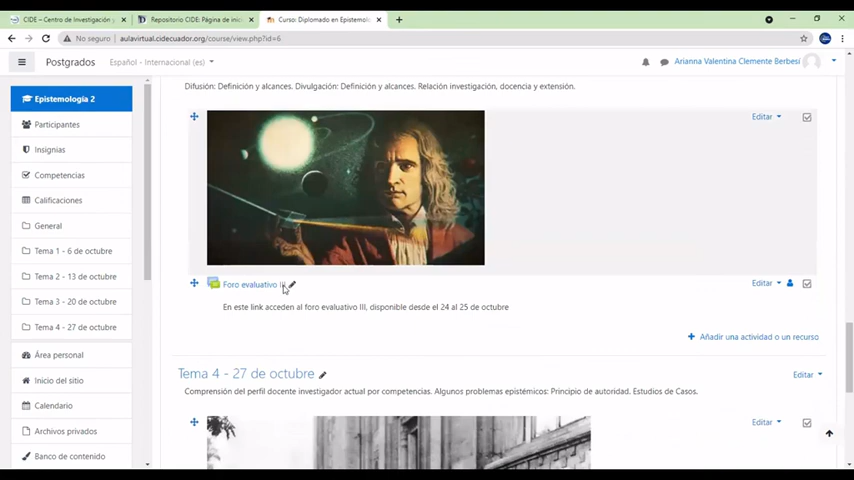 CIDE – Centro de Investigación y
Repositorio CIDE: Página de inic
Curso: Diplomado en Epistemol
No seguro | aulavirtual.cidecuador.org/course/view.php?id=6
Postgrados
Español - Internacional (es)
Arianna Valentina Clemente Berbesí
Epistemología 2
Participantes
Insignias
Competencias
Calificaciones
General
Tema 1 - 6 de octubre
Tema 2 - 13 de octubre
Tema 3 - 20 de octubre
Tema 4 - 27 de octubre
Área personal
Inicio del sitio
Calendario
Archivos privados
Banco de contenido
Difusión: Definición y alcances. Divulgación: Definición y alcances. Relación investigación, docencia y extensión.
Editar
Foro evaluativo III
Editar
En este link acceden al foro evaluativo III, disponible desde el 24 al 25 de octubre
Añadir una actividad o un recurso
Tema 4 - 27 de octubre
Editar
Comprensión del perfil docente investigador actual por competencias. Algunos problemas epistémicos: Principio de autoridad. Estudios de Casos.
Editar